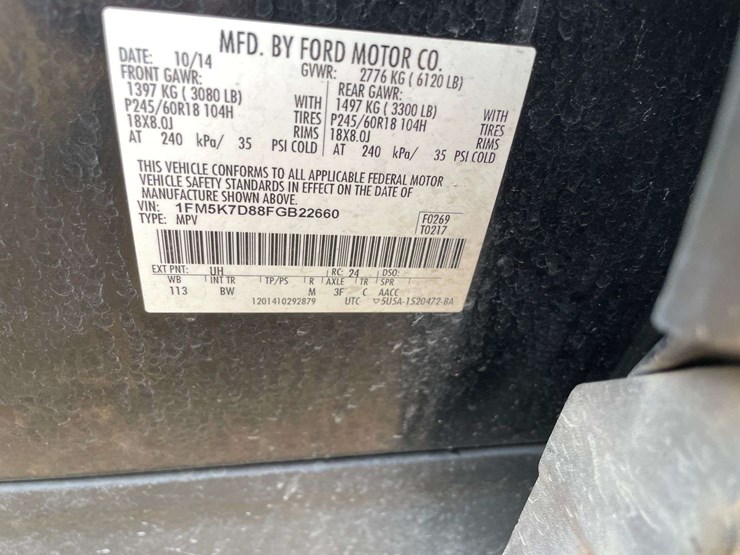 MFD. BY FORD MOTOR CO.
DATE: 10/14 GVWR: 2776 KG ( 6120 LB)
FRONT GAWR: REAR GAWR:
1397 KG ( 3080 LB) WITH 1497 KG ( 3300 LB) WITH
P245/60R18 104H TIRES P245/60R18 104H TIRES
18X8.0J RIMS 18X8.0J RIMS
AT 240 kPa/ 35 PSI COLD AT 240 kPa/ 35 PSI COLD
THIS VEHICLE CONFORMS TO ALL APPLICABLE FEDERAL MOTOR
VEHICLE SAFETY STANDARDS IN EFFECT ON THE DATE OF
MANUFACTURE SHOWN ABOVE.
VIN: 1FM5K7D88FGB22660
TYPE: MPV
F0269
T0217
EXT PNT: UH RC: 24 DSO:
WB INT TR TP/PS R AXLE TR SPR
113 BW M 3F C AACC
1201410292879 UTC ▽5U5A-1520472-BA